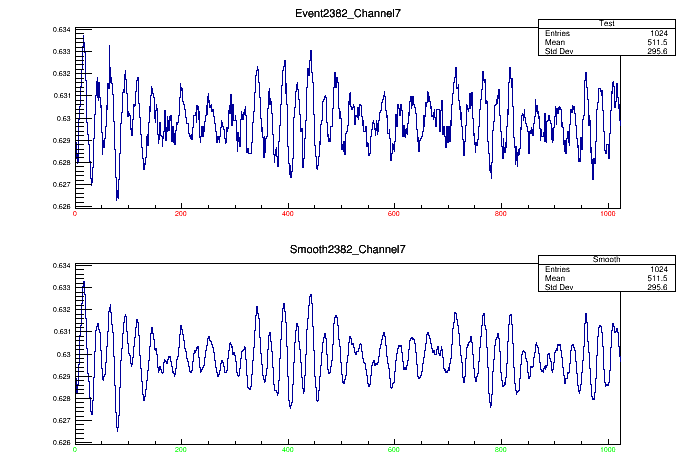 Event2382_Channel7
Test
Entries 1024
Mean 511.5
Std Dev 295.6
0.634
0.633
0.632
0.631
0.63
0.629
0.628
0.627
0.626
0 200 400 600 800 1000
Smooth2382_Channel7
Smooth
Entries 1024
Mean 511.5
Std Dev 295.6
0.634
0.633
0.632
0.631
0.63
0.629
0.628
0.627
0.626
0 200 400 600 800 1000